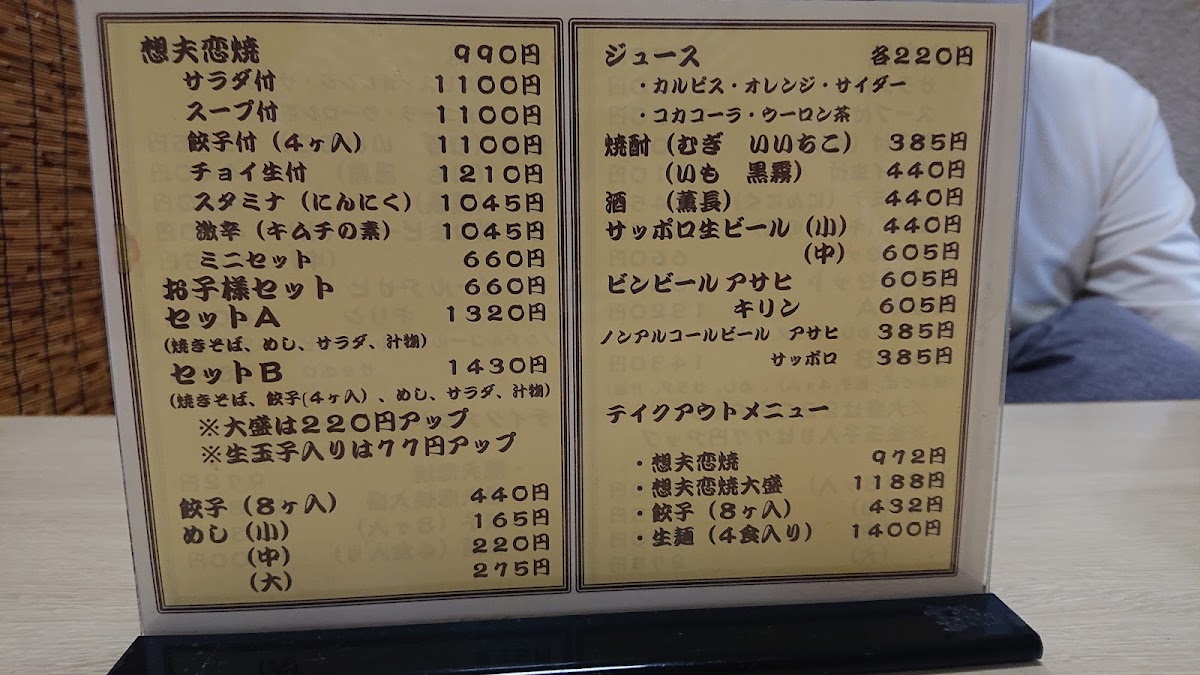 想夫恋焼 990円
サラダ付 1100円
スープ付 1100円
餃子付（4ヶ入） 1100円
チョイ生付 1210円
スタミナ（にんにく） 1045円
激辛（キムチの素） 1045円
ミニセット 660円
お子様セット 660円
セットA 1320円
（焼きそば、めし、サラダ、汁物）
セットB 1430円
（焼きそば、餃子(4ヶ入）、めし、サラダ、汁物）
※大盛は220円アップ
※生玉子入りは77円アップ
餃子（8ヶ入） 440円
めし（小） 165円
（中） 220円
（大） 275円
ジュース 各220円
・カルピス・オレンジ・サイダー
・コカコーラ・ウーロン茶
焼酎（むぎ いいちこ） 385円
（いも 黒霧） 440円
酒 （薫長） 440円
サッポロ生ビール（小） 440円
（中） 605円
ビンビール アサヒ 605円
キリン 605円
ノンアルコールビール アサヒ 385円
サッポロ 385円
テイクアウトメニュー
・想夫恋焼 972円
・想夫恋焼大盛 1188円
・餃子（8ヶ入） 432円
・生麺（4食入り） 1400円